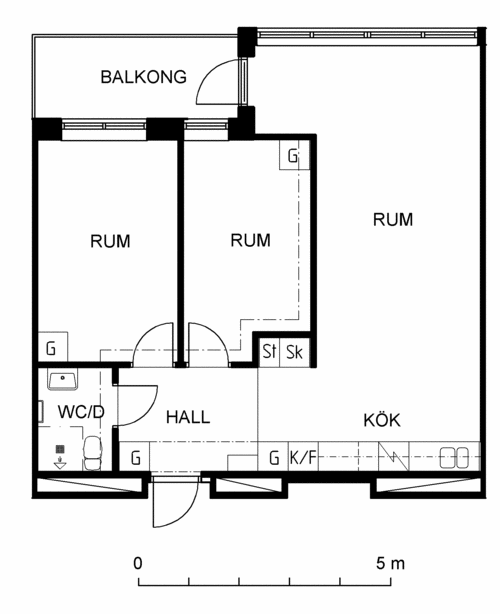 BALKONG
G
RUM
RUM
RUM
G
St Sk
WC/D
HALL
KÖK
G
G K/F
0 5 m